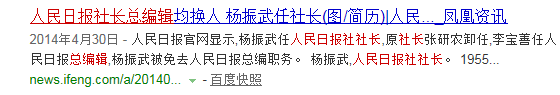 人民日报社长总编辑均换人 杨振武任社长(图/简历)|人民..._凤凰资讯
2014年4月30日 - 人民日报官网显示,杨振武任人民日报社社长,原社长张研农卸任,李宝善任人
民日报总编辑,杨振武被免去人民日报总编辑职务。 杨振武,人民日报社社长。 1955...
news.ifeng.com/a/20140... - 百度快照